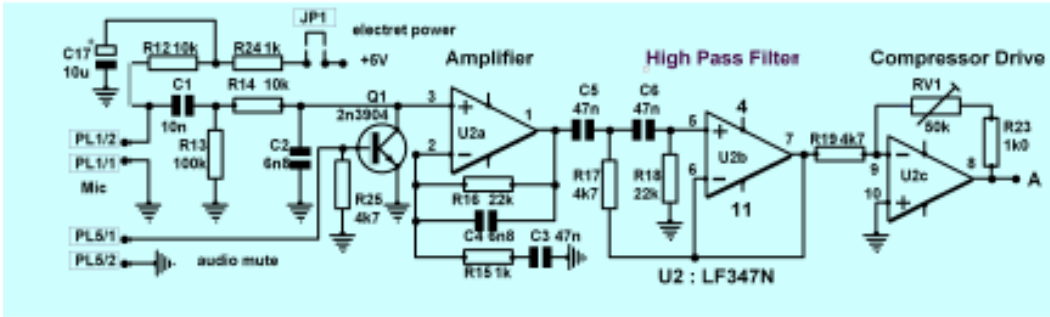 JP1
electret power
C17
10u
+
R12 10k
R24 1k
+6V
Amplifier
High Pass Filter
Compressor Drive
RV1
50k
C1
10n
R14 10k
Q1
2n3904
3
+
1
U2a
2
-
C5
47n
C6
47n
4
5
+
7
U2b
6
-
11
R19 4k7
R23
1k0
9
-
8
U2c
10
+
A
PL1/2
PL1/1
Mic
R13
100k
C2
6n8
R25
4k7
R16 22k
C4 6n8
C3 47n
R15 1k
R17
4k7
R18
22k
PL5/1
PL5/2
audio mute
U2 : LF347N